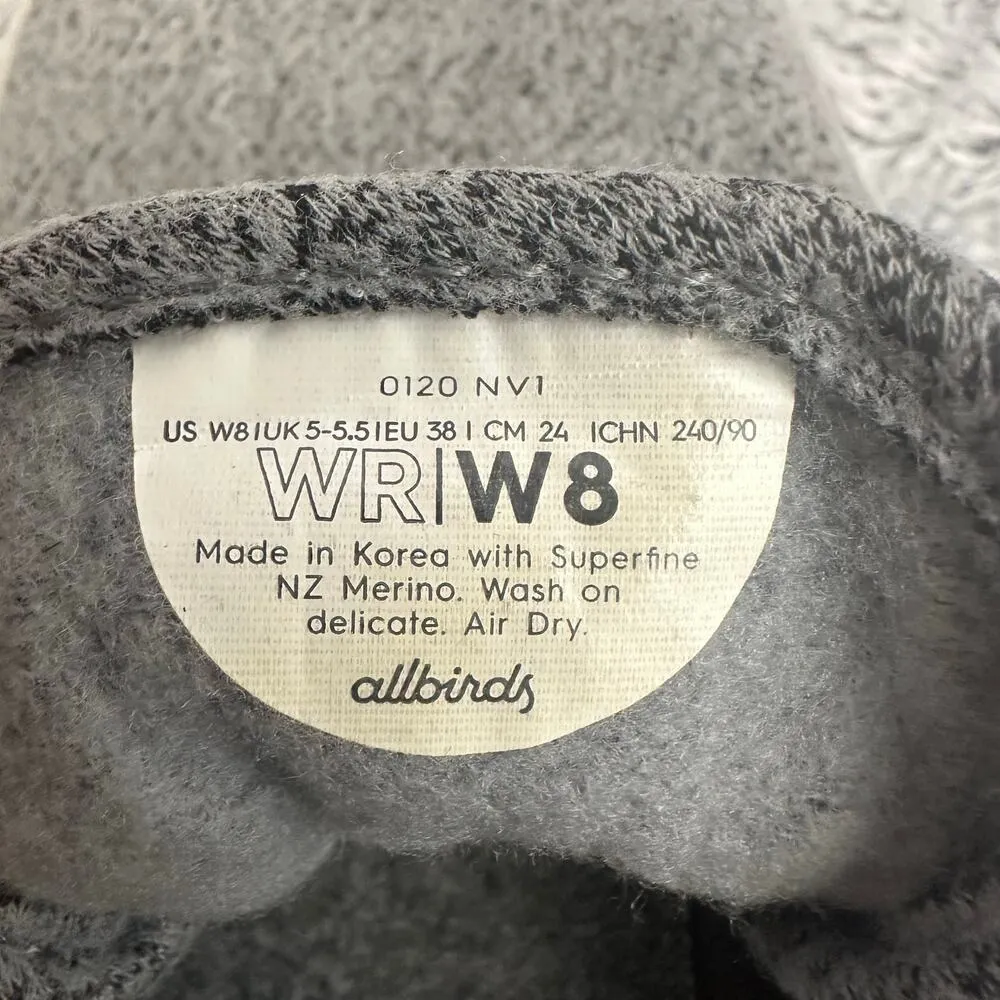 0120 NV1
US W8|UK 5-5.5|EU 38| CM 24 |CHN 240/90
WR|W8
Made in Korea with Superfine
NZ Merino. Wash on
delicate. Air Dry.
allbirds